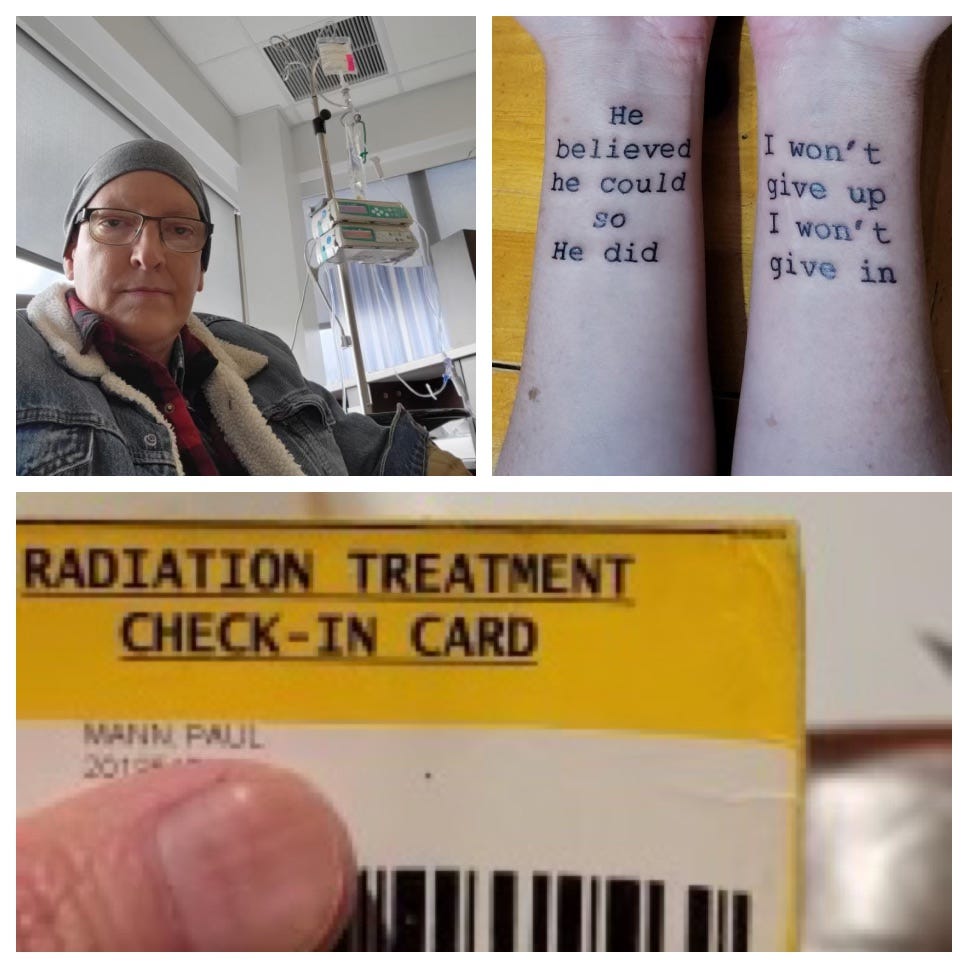 He
believed
he could
so
He did
I won't
give up
I won't
give in
RADIATION TREATMENT
CHECK-IN CARD
MANN, PAUL